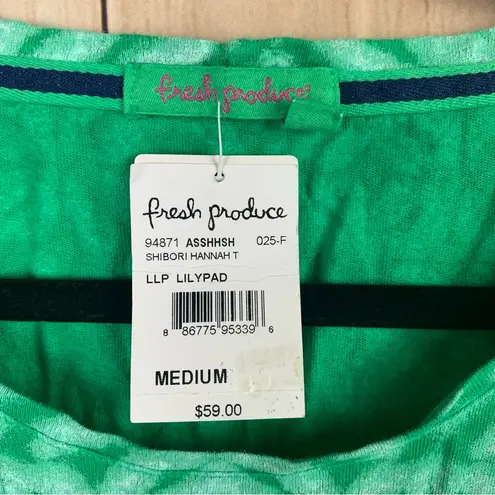 fresh produce
fresh produce
94871 ASSHHSH 025-F
SHIBORI HANNAH T
LLP LILYPAD
8 86775 95339 6
MEDIUM
$59.00